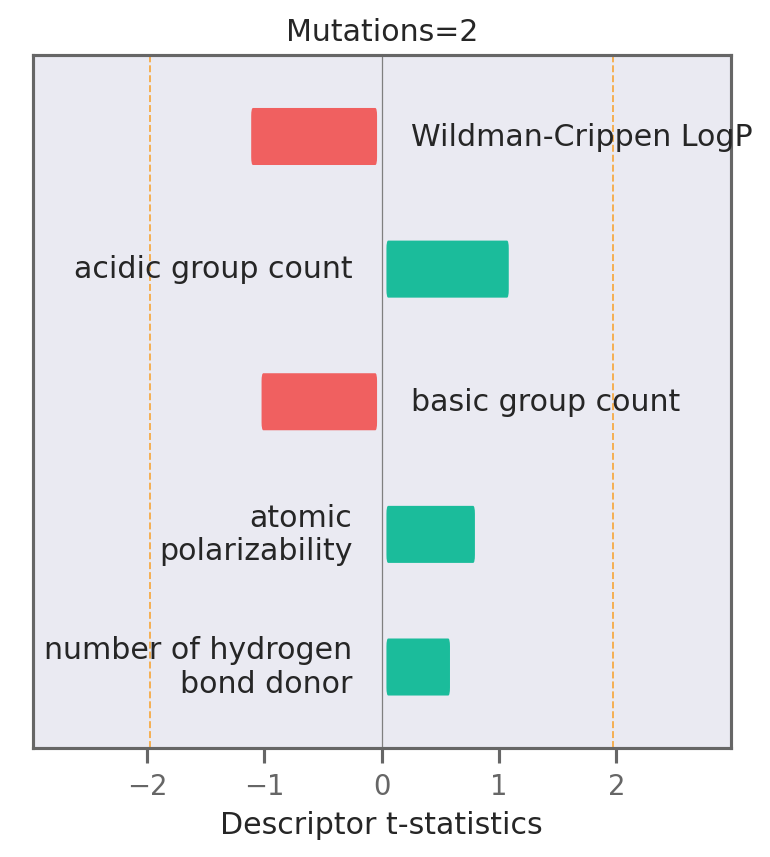 Mutations=2
Wildman-Crippen LogP
acidic group count
basic group count
atomic
polarizability
number of hydrogen
bond donor
−2 −1 0 1 2
Descriptor t-statistics